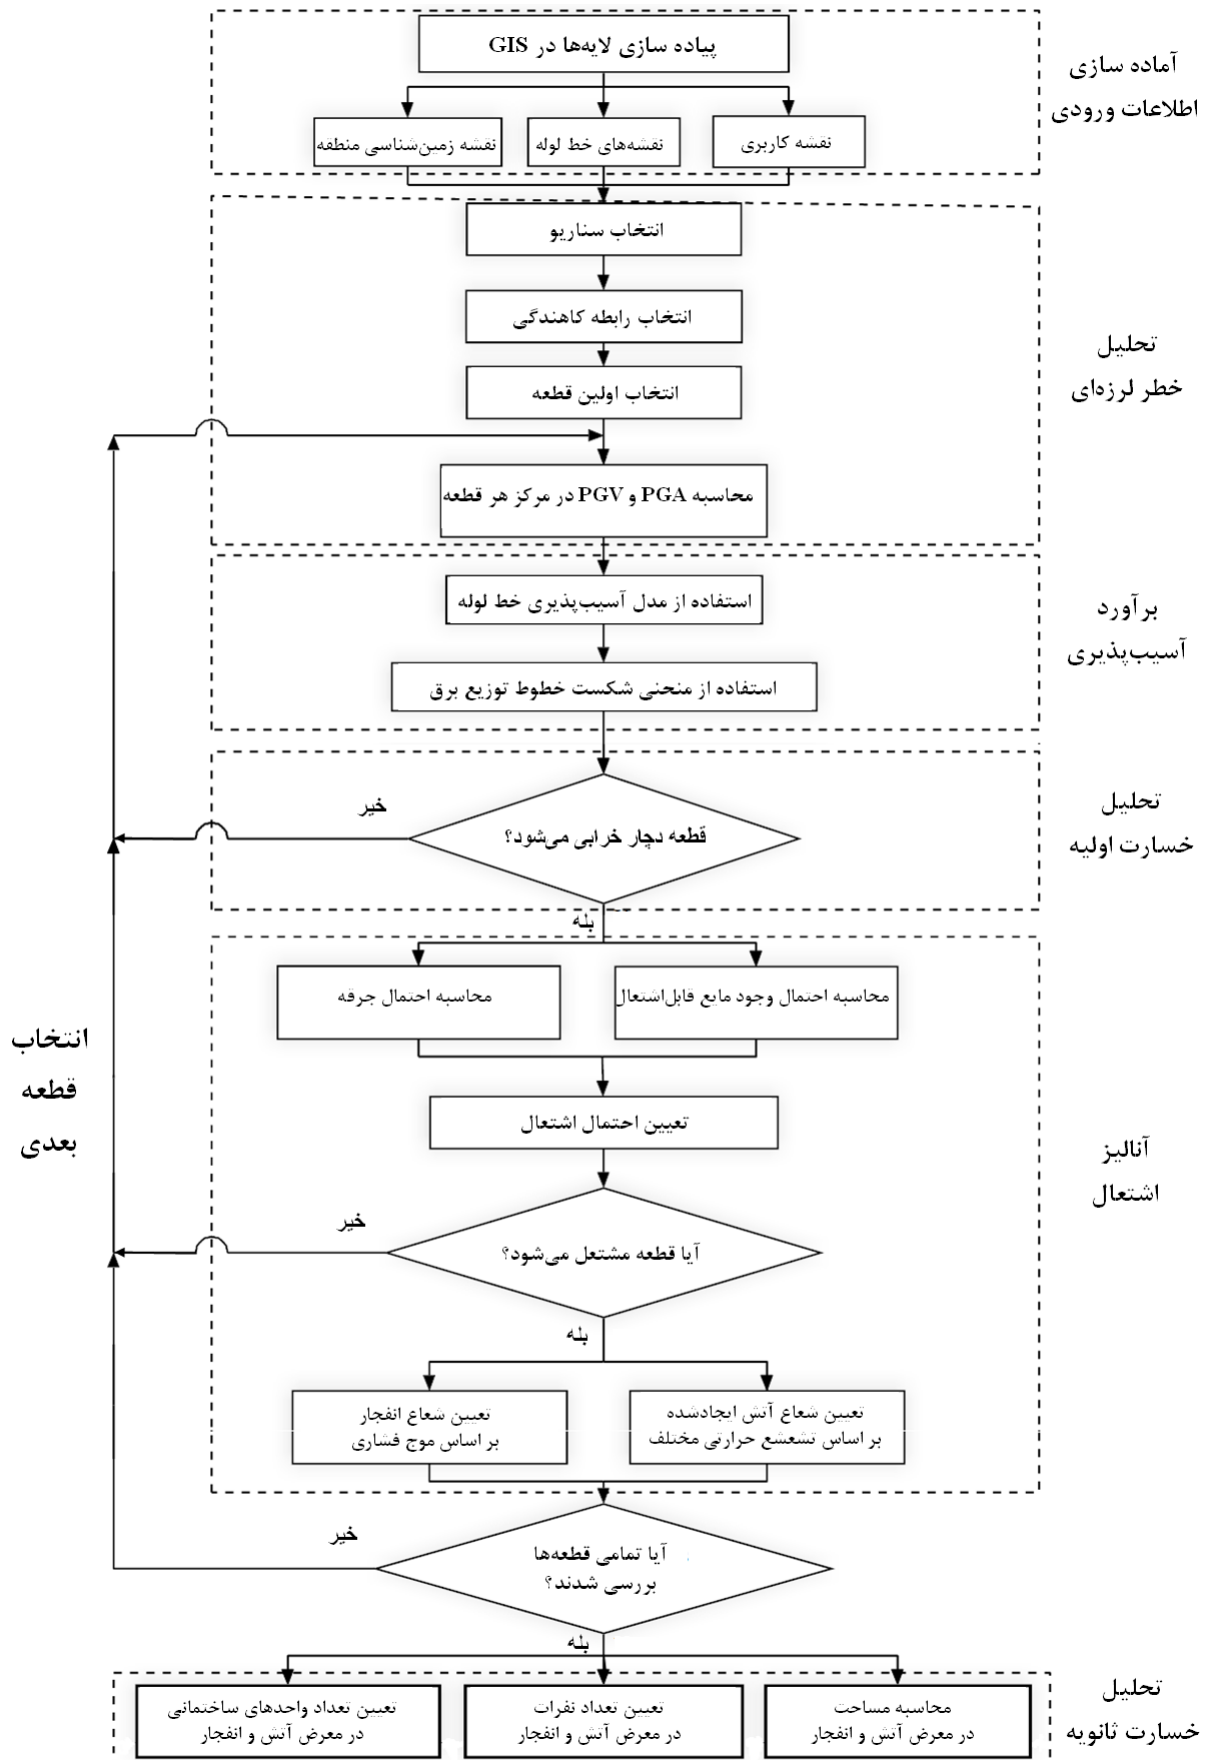 پیاده سازی لایه‌ها در GIS
آماده سازی
اطلاعات ورودی
نقشه کاربری
نقشه‌های خط لوله
نقشه زمین‌شناسی منطقه
انتخاب سناریو
انتخاب رابطه کاهندگی
تحلیل
خطر لرزه‌ای
انتخاب اولین قطعه
محاسبه PGA و PGV در مرکز هر قطعه
استفاده از مدل آسیب‌پذیری خط لوله
برآورد
آسیب‌پذیری
استفاده از منحنی شکست خطوط توزیع برق
تحلیل
خسارت اولیه
خیر
قطعه دچار خرابی می‌شود؟
بله
محاسبه احتمال وجود مایع قابل‌اشتعال
محاسبه احتمال جرقه
انتخاب
قطعه
بعدی
تعیین احتمال اشتعال
آنالیز
اشتعال
خیر
آیا قطعه مشتعل می‌شود؟
بله
تعیین شعاع آتش ایجادشده
بر اساس تشعشع حرارتی مختلف
تعیین شعاع انفجار
بر اساس موج فشاری
خیر
آیا تمامی قطعه‌ها
بررسی شدند؟
بله
تحلیل
خسارت ثانویه
محاسبه مساحت
در معرض آتش و انفجار
تعیین تعداد نفرات
در معرض آتش و انفجار
تعیین تعداد واحدهای ساختمانی
در معرض آتش و انفجار